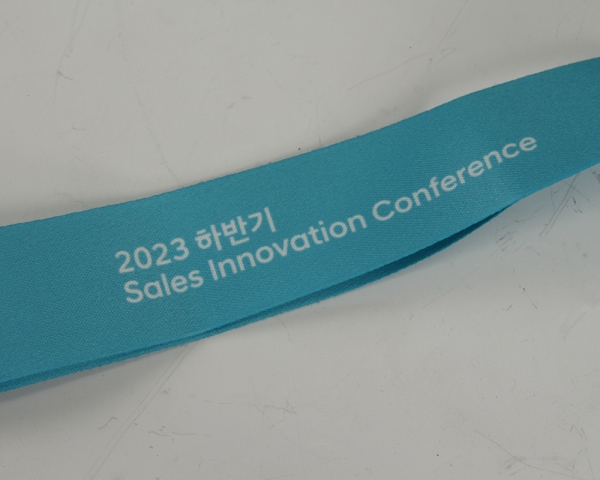 2023 하반기
Sales Innovation Conference